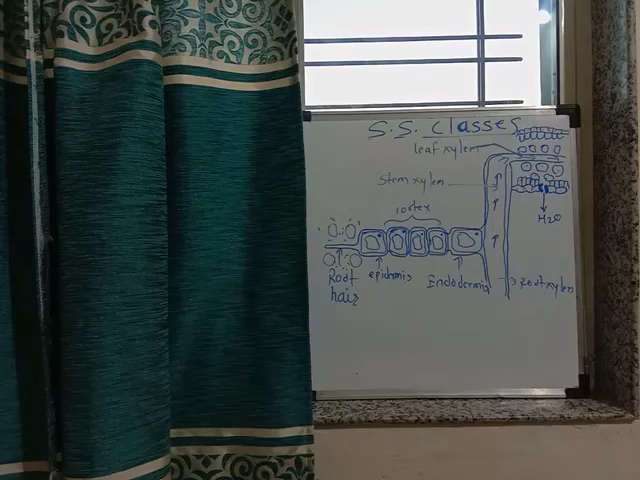 S.S. Classes
leaf xylem
Stem xylem
cortex
H₂O
Root
hair
epidermis
Endodermis
Root xylem